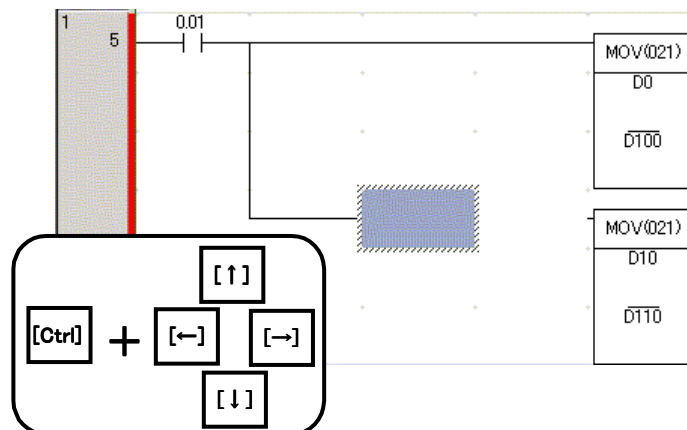 1
5
0.01
MOV(021)
D0
D100
MOV(021)
D10
D110
[Ctrl] + [←] [↑] [→] [↓]